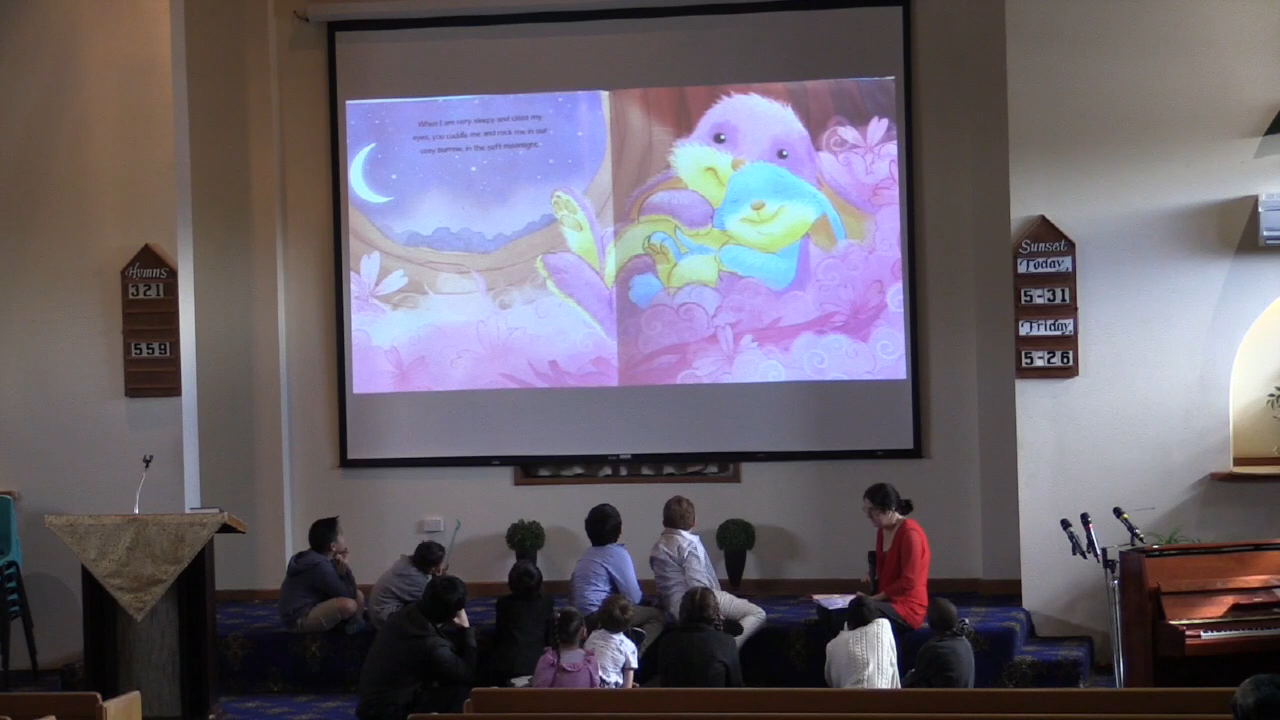 When I am very sleepy and close my
eyes, you cuddle me and rock me in our
cosy burrow, in the soft moonlight.
Hymns
321
559
Sunset
Today,
5-31
Friday,
5-26